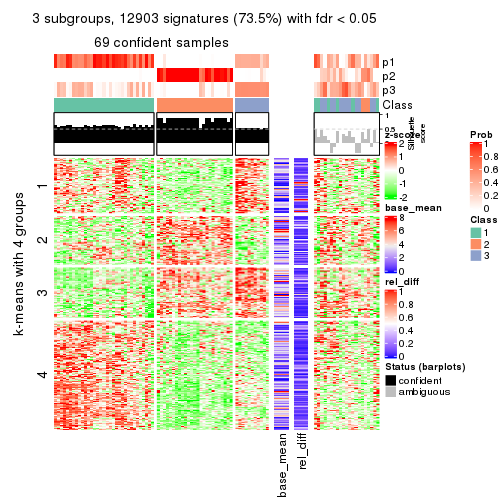 3 subgroups, 12903 signatures (73.5%) with fdr < 0.05
69 confident samples
p1
p2
p3
Class
1
0.5
0
Silhouette score
k-means with 4 groups
1
2
3
4
base_mean
rel_diff
z-score
2
1
0
-1
-2
base_mean
8
6
4
2
0
rel_diff
1
0.8
0.6
0.4
0.2
0
Status (barplots)
confident
ambiguous
Prob
1
0.8
0.6
0.4
0.2
0
Class
1
2
3